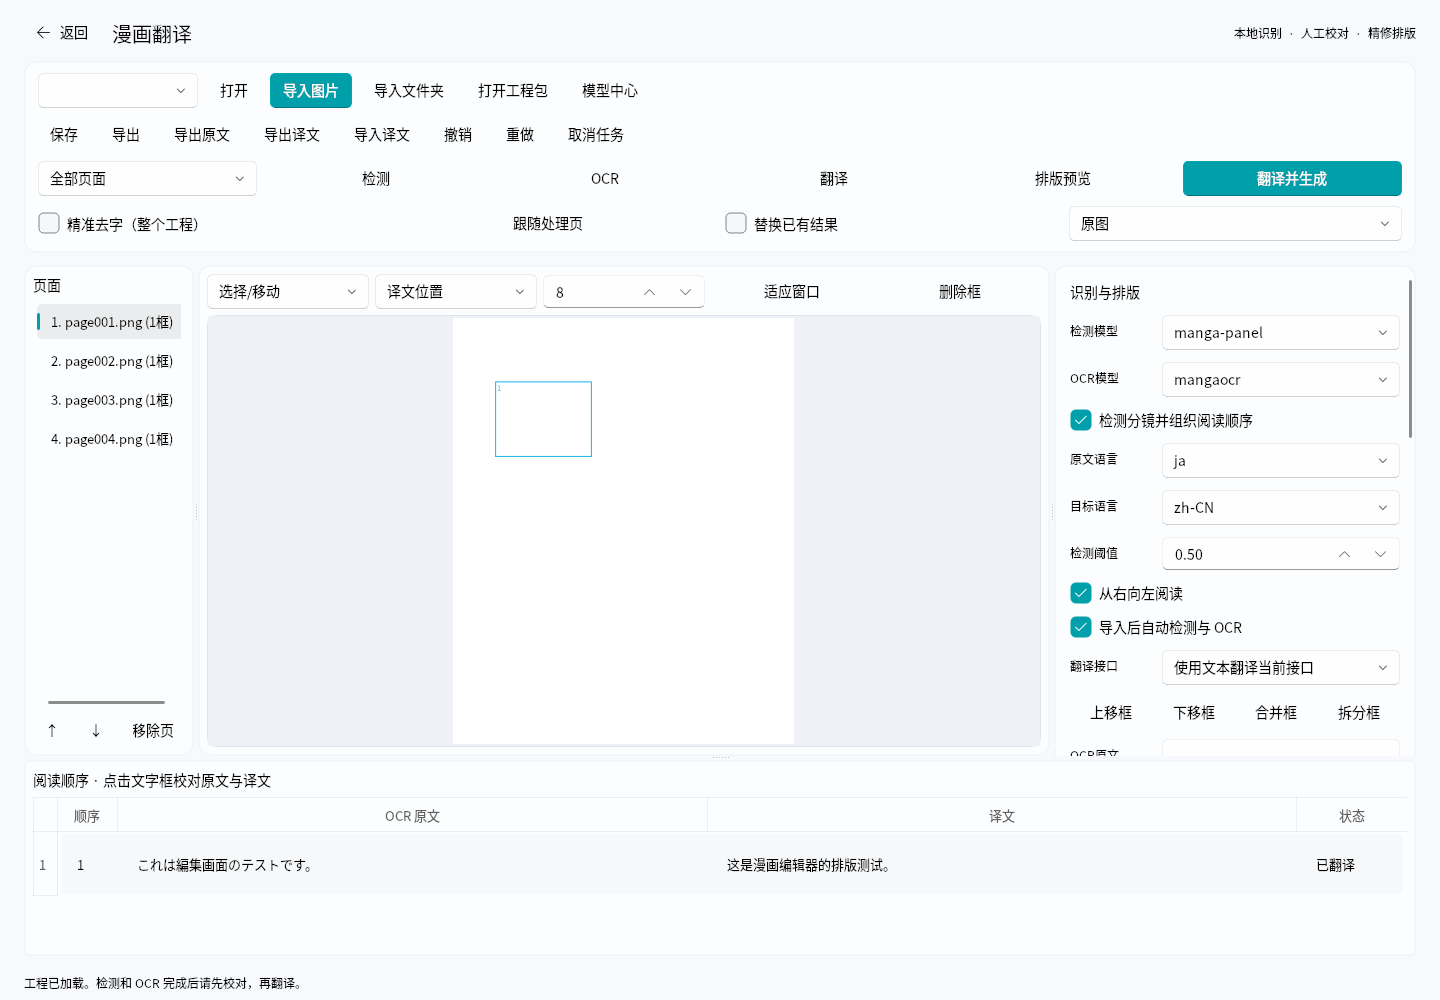 返回 漫画翻译 本地识别 · 人工校对 · 精修排版
打开 导入图片 导入文件夹 打开工程包 模型中心
保存 导出 导出原文 导出译文 导入译文 撤销 重做 取消任务
全部页面 检测 OCR 翻译 排版预览 翻译并生成
精准去字（整个工程） 跟随处理页 替换已有结果 原图
页面
1. page001.png (1框)
2. page002.png (1框)
3. page003.png (1框)
4. page004.png (1框)
↑ ↓ 移除页
选择/移动 译文位置 8 适应窗口 删除框
1
识别与排版
检测模型 manga-panel
OCR模型 mangaocr
检测分镜并组织阅读顺序
原文语言 ja
目标语言 zh-CN
检测阈值 0.50
从右向左阅读
导入后自动检测与 OCR
翻译接口 使用文本翻译当前接口
上移框 下移框 合并框 拆分框
OCR原文
阅读顺序 · 点击文字框校对原文与译文
顺序 OCR 原文 译文 状态
1 1 これは編集画面のテストです。 这是漫画编辑器的排版测试。 已翻译
工程已加载。检测和 OCR 完成后请先校对，再翻译。